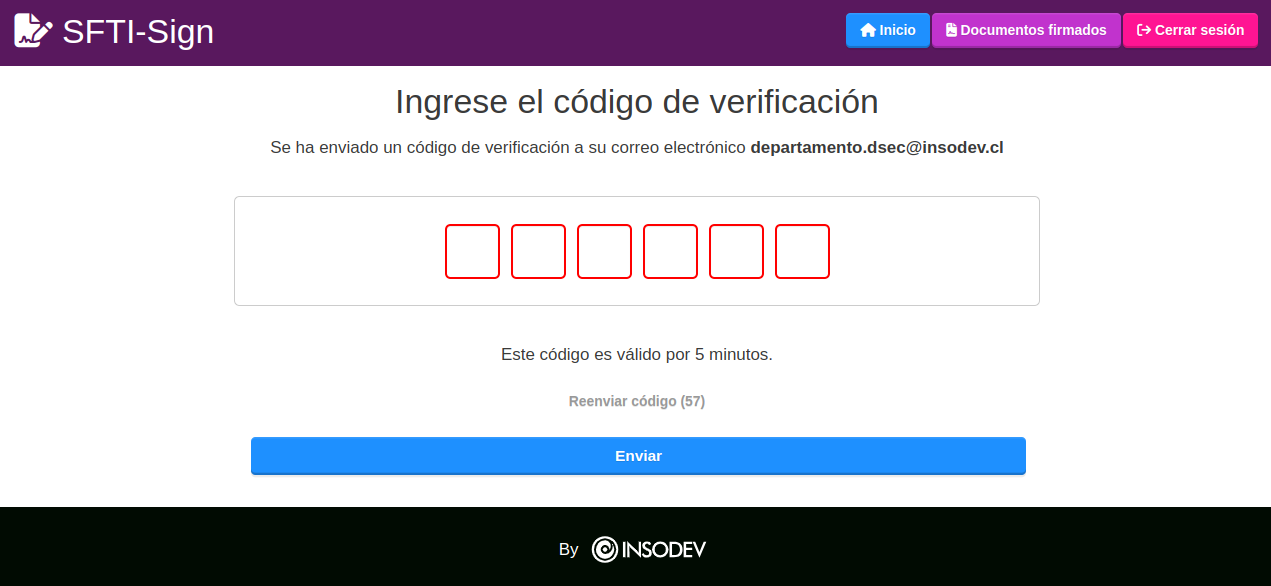 SFTI-Sign
Inicio
Documentos firmados
Cerrar sesión
Ingrese el código de verificación
Se ha enviado un código de verificación a su correo electrónico departamento.dsec@insodev.cl
Este código es válido por 5 minutos.
Reenviar código (57)
Enviar
By INSODEV